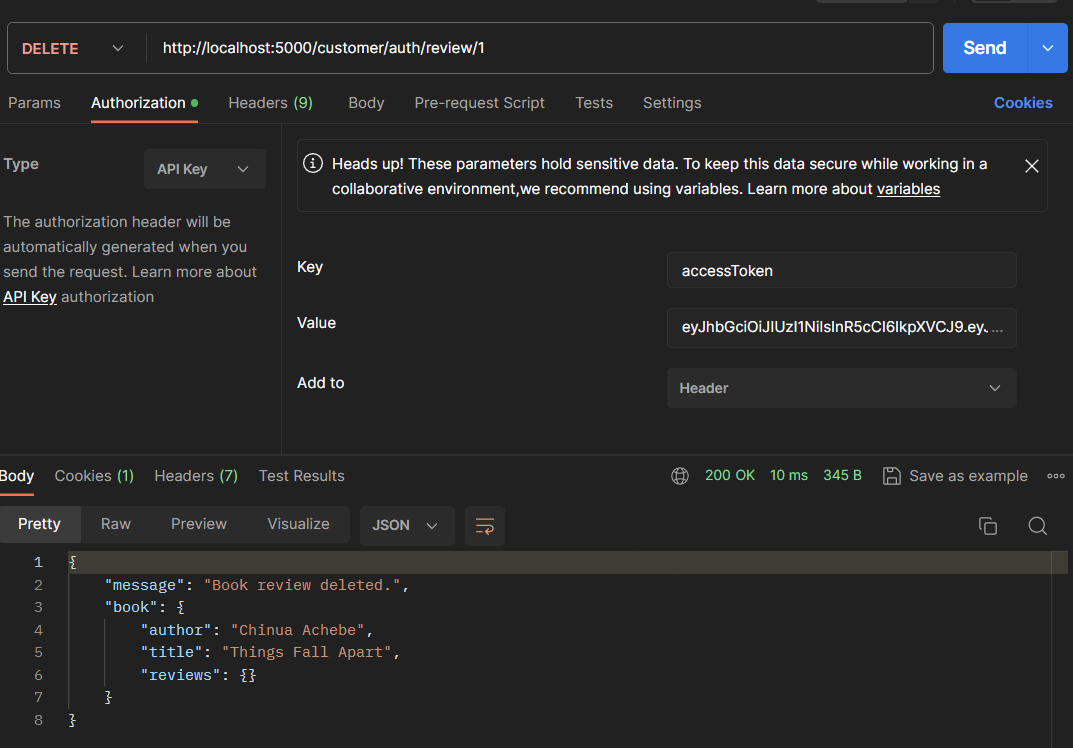 DELETE http://localhost:5000/customer/auth/review/1 Send
Params Authorization Headers (9) Body Pre-request Script Tests Settings Cookies
Type API Key
The authorization header will be
automatically generated when you
send the request. Learn more about
API Key authorization
Heads up! These parameters hold sensitive data. To keep this data secure while working in a
collaborative environment,we recommend using variables. Learn more about variables
Key accessToken
Value eyJhbGciOiJIUzI1NiIsInR5cCI6IkpXVCJ9.eyJ...
Add to Header
Body Cookies (1) Headers (7) Test Results 200 OK 10 ms 345 B Save as example
Pretty Raw Preview Visualize JSON
1 {
2 "message": "Book review deleted.",
3 "book": {
4 "author": "Chinua Achebe",
5 "title": "Things Fall Apart",
6 "reviews": {}
7 }
8 }